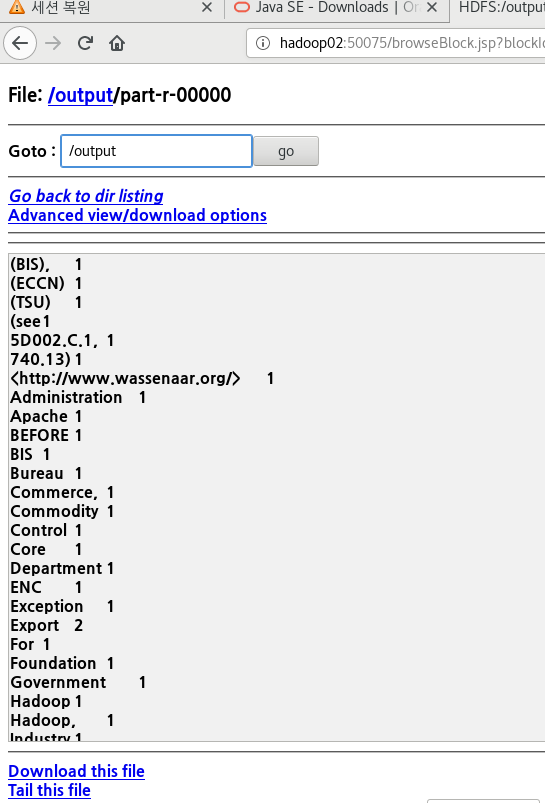 세션 복원
Java SE - Downloads | Or
HDFS:/output
hadoop02:50075/browseBlock.jsp?blockId
File: /output/part-r-00000
Goto : /output go
Go back to dir listing
Advanced view/download options
(BIS), 1
(ECCN) 1
(TSU) 1
(see 1
5D002.C.1, 1
740.13) 1
<http://www.wassenaar.org/> 1
Administration 1
Apache 1
BEFORE 1
BIS 1
Bureau 1
Commerce, 1
Commodity 1
Control 1
Core 1
Department 1
ENC 1
Exception 1
Export 2
For 1
Foundation 1
Government 1
Hadoop 1
Hadoop, 1
Industry 1
Download this file
Tail this file